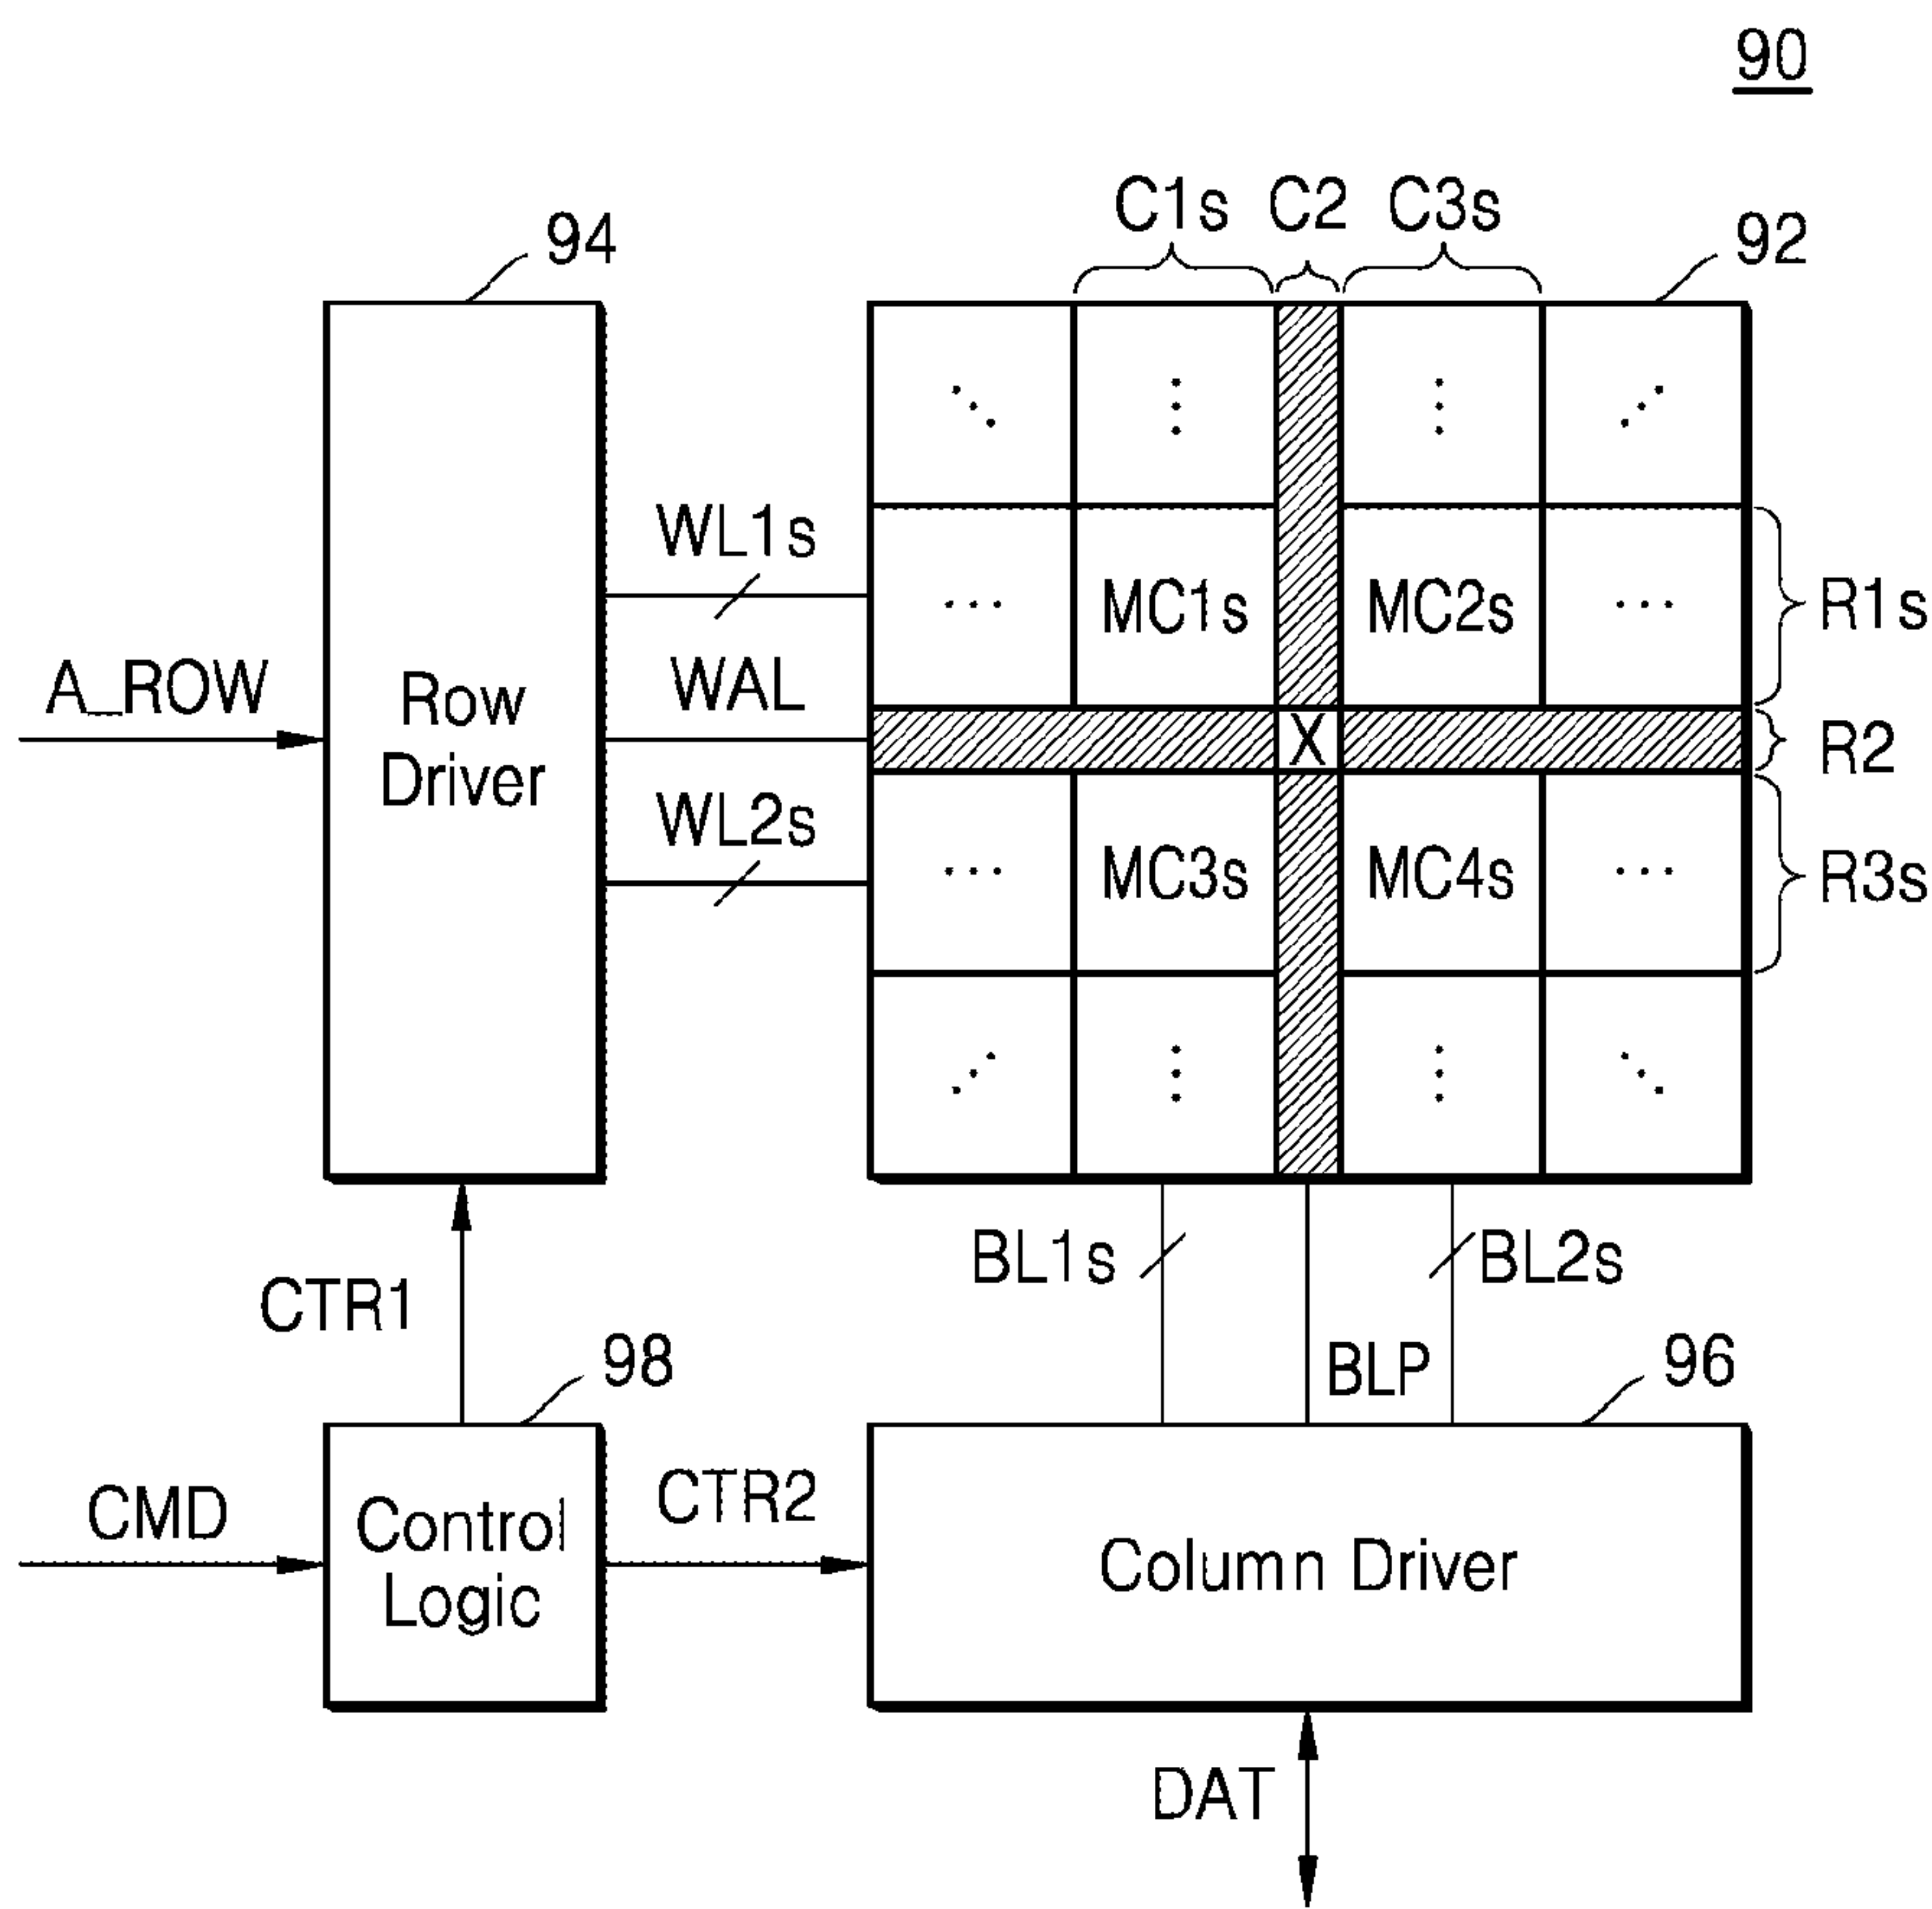 90
C1s C2 C3s
94
92
WL1s
MC1s MC2s
R1s
A_ROW
WAL
Row
Driver
X
R2
WL2s
MC3s MC4s
R3s
BL1s
BL2s
CTR1
BLP
98
96
CMD
Control
Logic
CTR2
Column Driver
DAT